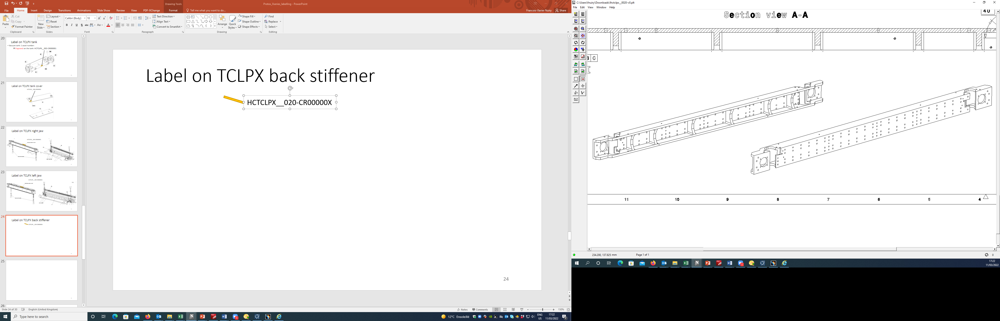 Protos_Xseries_labelling - PowerPoint
Drawing Tools
File Home Insert Design Transitions Animations Slide Show Review View PDF-XChange Format Tell me what you want to do...
Francois-Xavier Nuiry Share
Paste
Cut
Copy
Format Painter
Clipboard
New Slide
Layout
Reset
Section
Slides
Calibri (Body) 18
Font
Text Direction
Align Text
Convert to SmartArt
Paragraph
Arrange
Quick Styles
Shape Fill
Shape Outline
Shape Effects
Drawing
Find
Replace
Select
Editing
20
Label on TCLPX tank
• Vacuum tank: 1 asset number:
Engraved on the tank: HCTCLPX__002-CR000001
21
Label on TCLPX tank cover
22
Label on TCLPX right jaw
23
Label on TCLPX left jaw
24
Label on TCLPX back stiffener
25
26
Label on TCLPX back stiffener
HCTCLPX__020-CR00000X
24
Slide 24 of 30 English (United Kingdom)
Notes Comments 150%
Type here to search
12°C Ensoleillé
ENG
US
17:22
11/03/2022
C:\Users\fnuiry\Downloads\lhctclpx__0020-v0.plt
File Edit View Window Help
Section view A-A
40
B C
11 10 9 8 7 6 5 4
234.200, 137.825 mm Page 1 of 1
0
17:22
11/03/2022